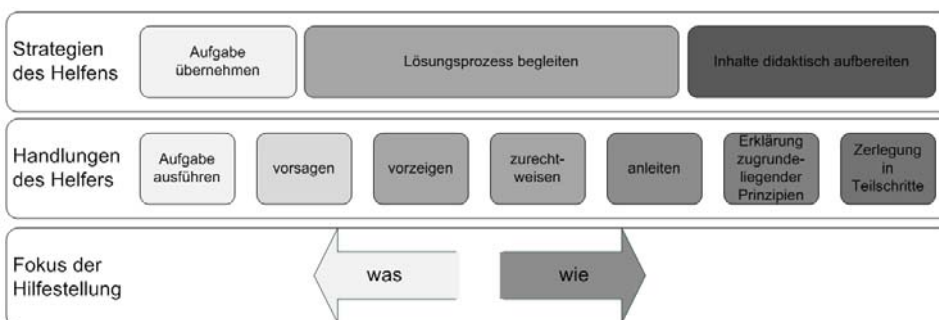 Strategien
des Helfens
Aufgabe
übernehmen
Lösungsprozess begleiten
Inhalte didaktisch aufbereiten
Handlungen
des Helfers
Aufgabe
ausführen
vorsagen
vorzeigen
zurecht-
weisen
anleiten
Erklärung
zugrunde-
liegender
Prinzipien
Zerlegung
in
Teilschritte
Fokus der
Hilfestellung
was
wie